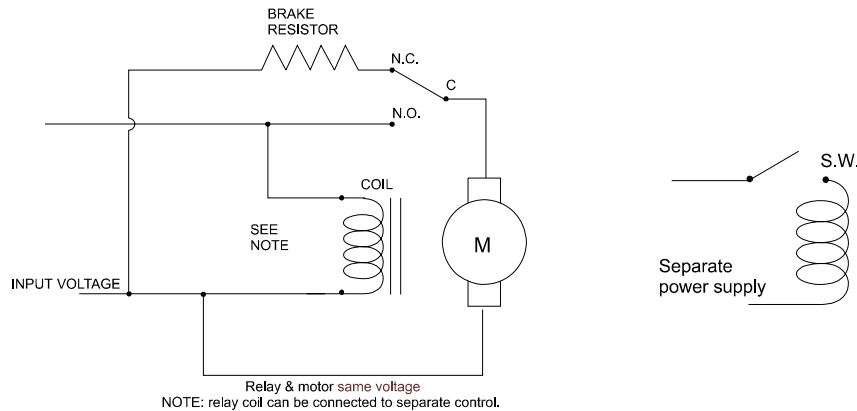 BRAKE
RESISTOR
N.C.
C
N.O.
COIL
SEE
NOTE
M
INPUT VOLTAGE
Relay & motor same voltage
NOTE: relay coil can be connected to separate control.
S.W.
Separate
power supply